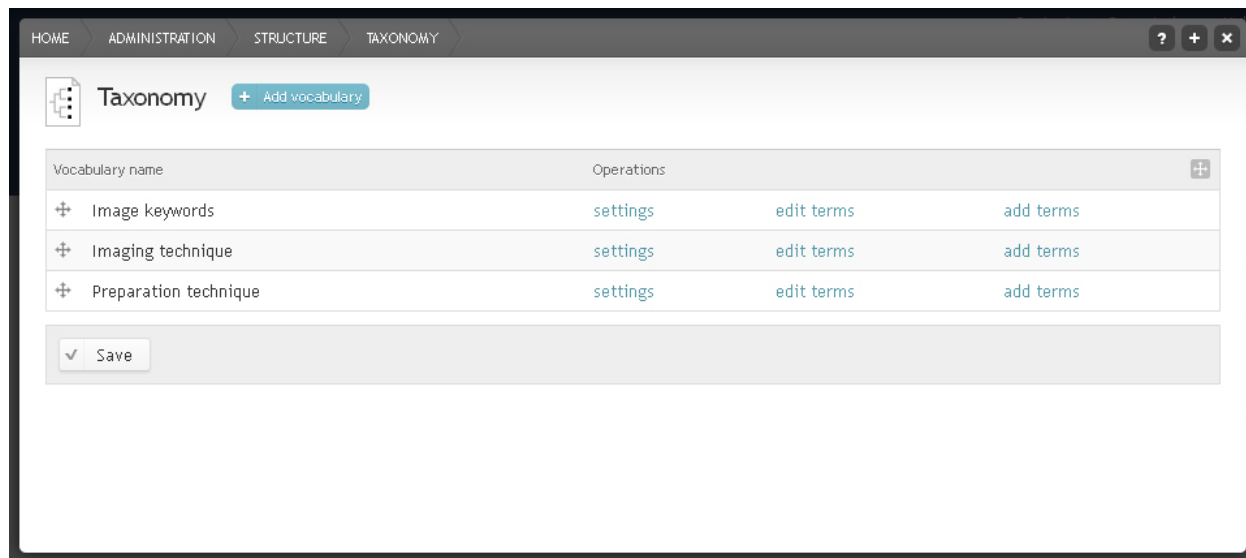 HOME ADMINISTRATION STRUCTURE TAXONOMY ? + ×
Taxonomy + Add vocabulary
Vocabulary name Operations
Image keywords settings edit terms add terms
Imaging technique settings edit terms add terms
Preparation technique settings edit terms add terms
Save